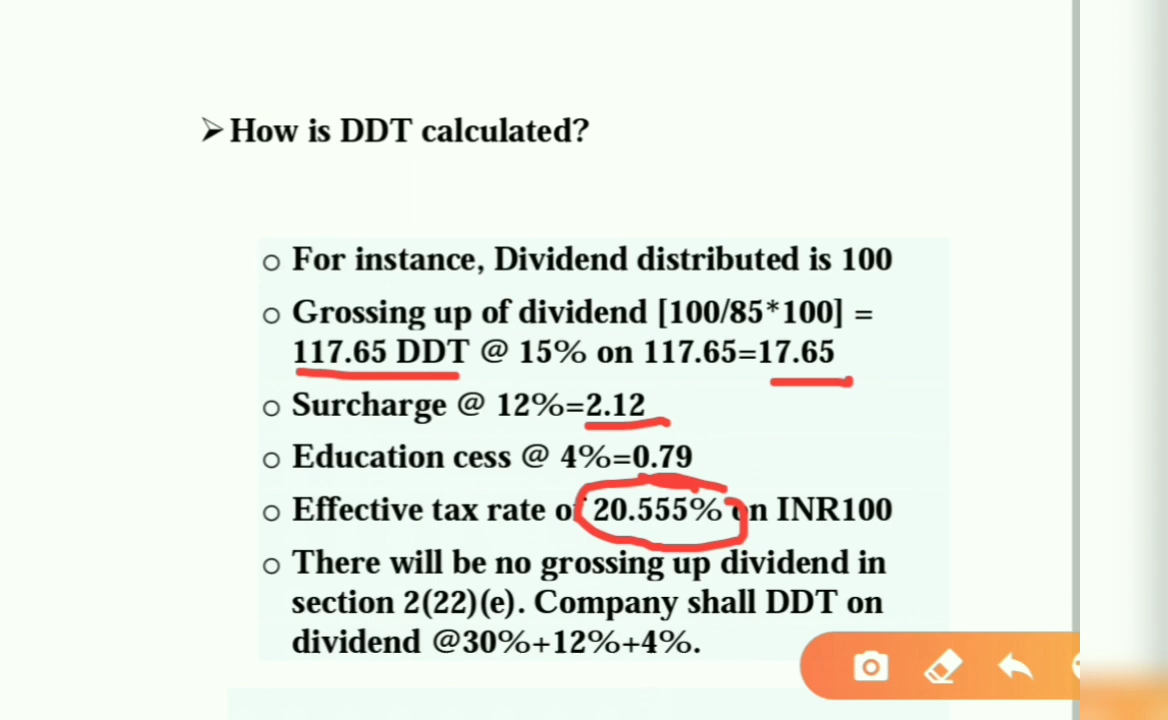 ➢ How is DDT calculated?
○ For instance, Dividend distributed is 100
○ Grossing up of dividend [100/85*100] =
117.65 DDT @ 15% on 117.65=17.65
○ Surcharge @ 12%=2.12
○ Education cess @ 4%=0.79
○ Effective tax rate of 20.555% on INR100
○ There will be no grossing up dividend in
section 2(22)(e). Company shall DDT on
dividend @30%+12%+4%.